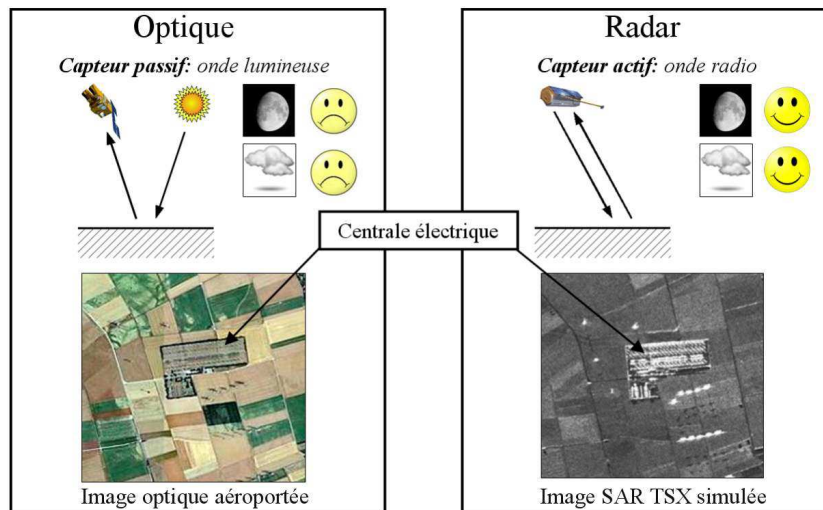 Optique
Capteur passif: onde lumineuse
Radar
Capteur actif: onde radio
Centrale électrique
Image optique aéroportée
Image SAR TSX simulée